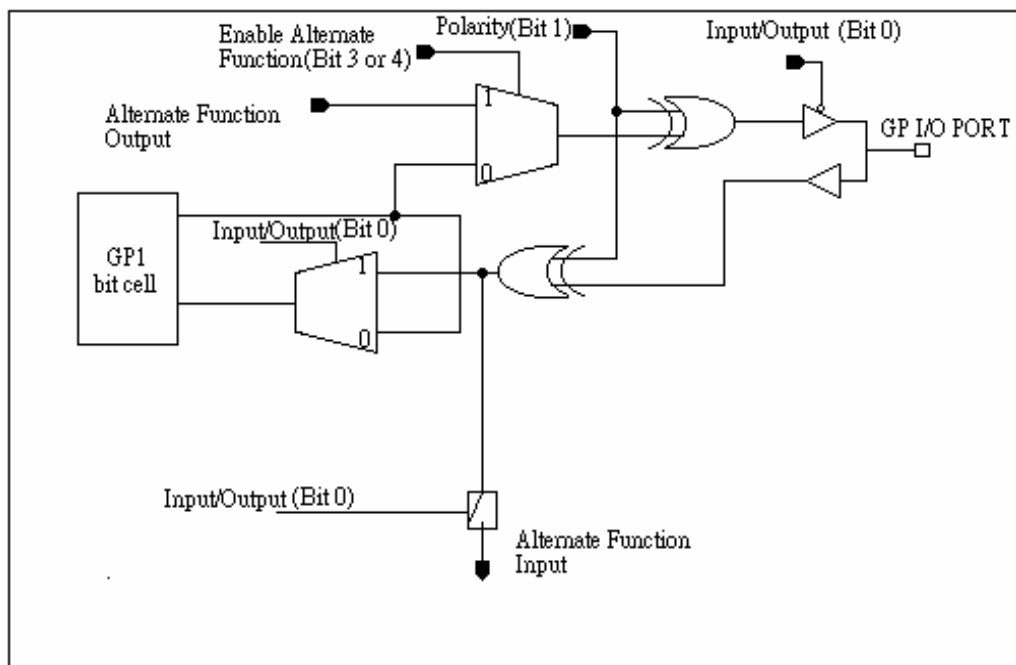 Enable Alternate
Function(Bit 3 or 4)
Polarity(Bit 1)
Input/Output (Bit 0)
Alternate Function
Output
1
0
GP I/O PORT
GP1
bit cell
Input/Output(Bit 0)
1
0
Input/Output (Bit 0)
Alternate Function
Input